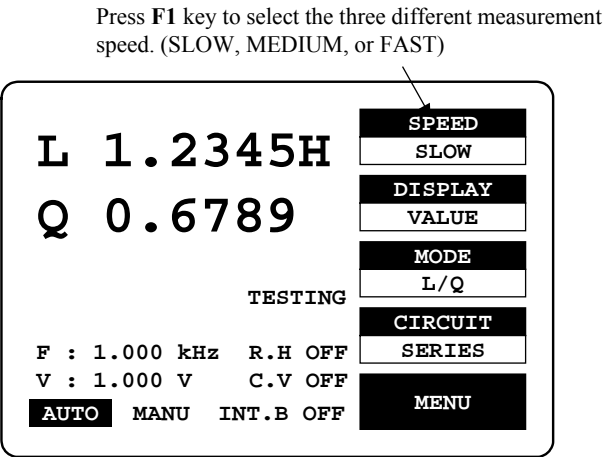 Press F1 key to select the three different measurement
speed. (SLOW, MEDIUM, or FAST)
L 1.2345H
Q 0.6789
TESTING
F : 1.000 kHz R.H OFF
V : 1.000 V C.V OFF
AUTO MANU INT.B OFF
SPEED
SLOW
DISPLAY
VALUE
MODE
L/Q
CIRCUIT
SERIES
MENU